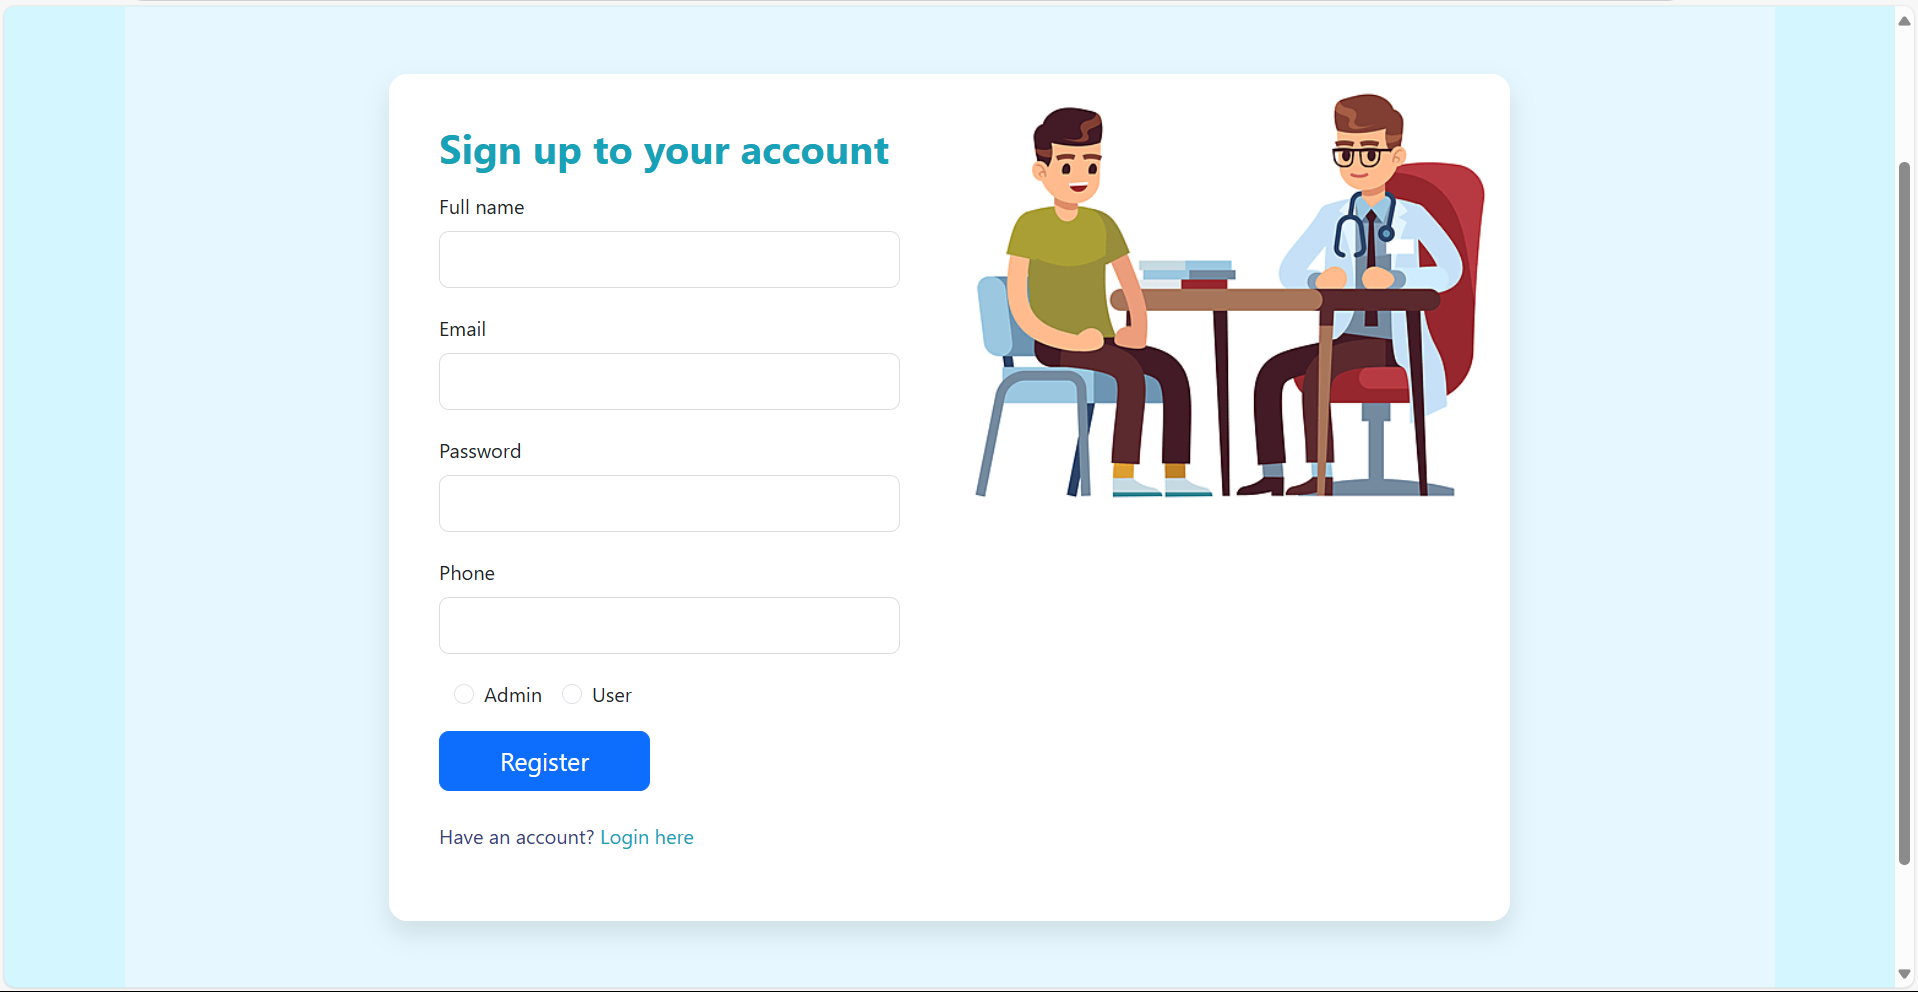 Sign up to your account
Full name
Email
Password
Phone
Admin User
Register
Have an account? Login here